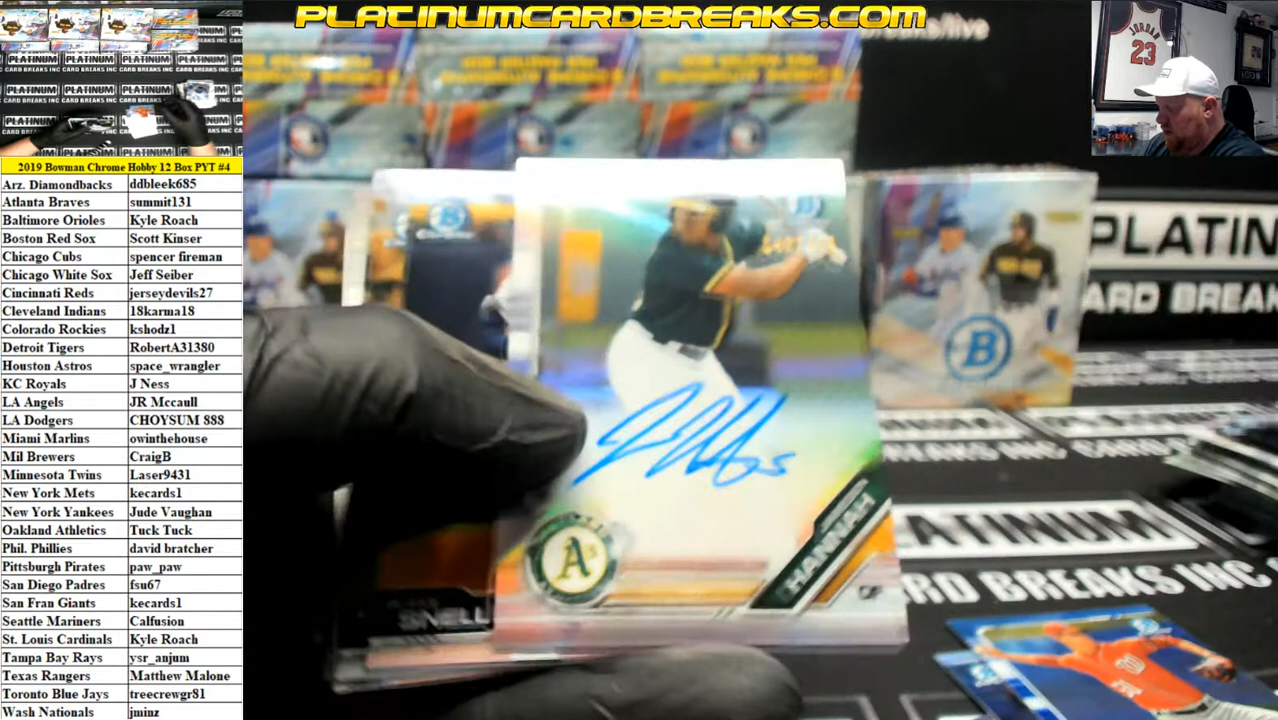 PLATINUMCARDBREAKS.COM
2019 Bowman Chrome Hobby 12 Box PYT #4
Arz. Diamondbacks ddbleek685
Atlanta Braves summit131
Baltimore Orioles Kyle Roach
Boston Red Sox Scott Kinser
Chicago Cubs spencer fireman
Chicago White Sox Jeff Seiber
Cincinnati Reds jerseydevils27
Cleveland Indians 18karma18
Colorado Rockies kshodz1
Detroit Tigers RobertA31380
Houston Astros space_wrangler
KC Royals J Ness
LA Angels JR Mccaull
LA Dodgers CHOYSUM 888
Miami Marlins owinthehouse
Mil Brewers CraigB
Minnesota Twins Laser9431
New York Mets kecards1
New York Yankees Jude Vaughan
Oakland Athletics Tuck Tuck
Phil. Phillies david bratcher
Pittsburgh Pirates paw_paw
San Diego Padres fsu67
San Fran Giants kecards1
Seattle Mariners Calfusion
St. Louis Cardinals Kyle Roach
Tampa Bay Rays ysr_anjum
Texas Rangers Matthew Malone
Toronto Blue Jays treecrewgr81
Wash Nationals jminz
JORDAN
23
PLATINUM
CARD BREAKS INC
PLATIN
CARD BREAK
B
A's
HANNAH
SNELL
PLATINUM
RD BREAKS INC